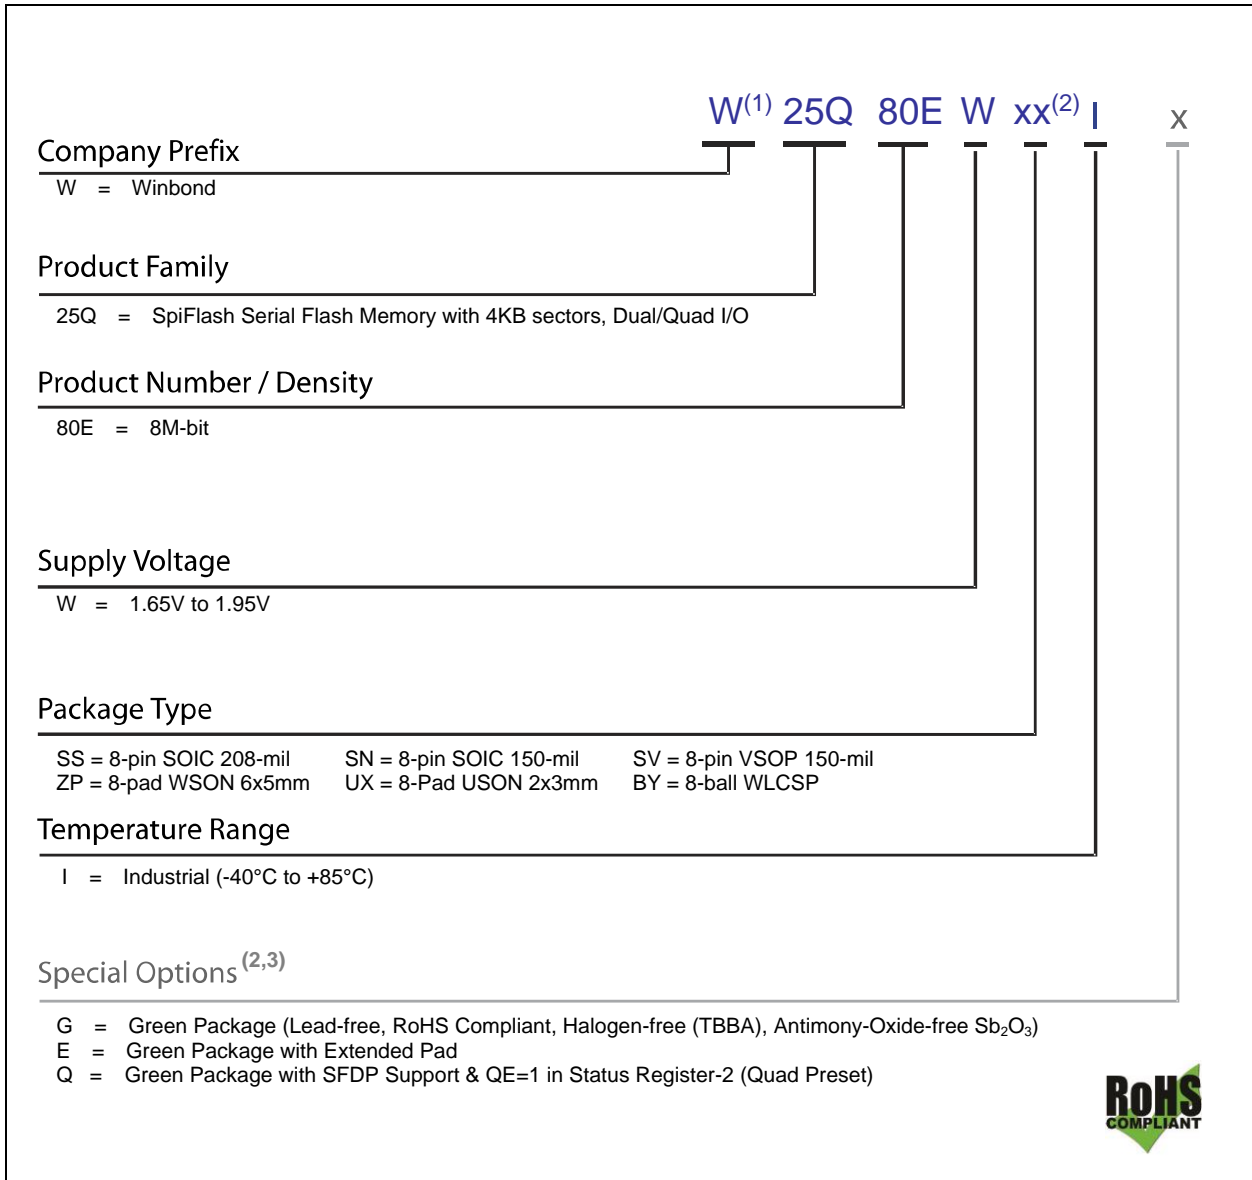 W(1) 25Q 80E W xx(2) I x
Company Prefix
W = Winbond
Product Family
25Q = SpiFlash Serial Flash Memory with 4KB sectors, Dual/Quad I/O
Product Number / Density
80E = 8M-bit
Supply Voltage
W = 1.65V to 1.95V
Package Type
SS = 8-pin SOIC 208-mil SN = 8-pin SOIC 150-mil SV = 8-pin VSOP 150-mil
ZP = 8-pad WSON 6x5mm UX = 8-Pad USON 2x3mm BY = 8-ball WLCSP
Temperature Range
I = Industrial (-40°C to +85°C)
Special Options (2,3)
G = Green Package (Lead-free, RoHS Compliant, Halogen-free (TBBA), Antimony-Oxide-free Sb₂O₃)
E = Green Package with Extended Pad
Q = Green Package with SFDP Support & QE=1 in Status Register-2 (Quad Preset)
RoHS
COMPLIANT